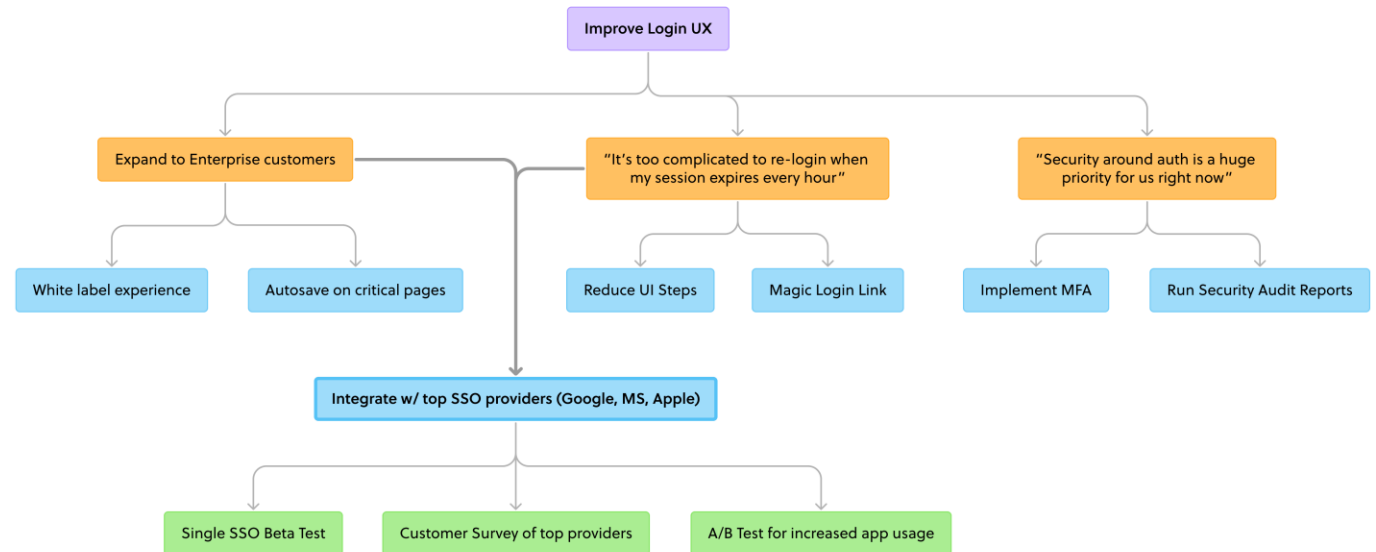 Improve Login UX
Expand to Enterprise customers
“It’s too complicated to re-login when
my session expires every hour”
“Security around auth is a huge
priority for us right now”
White label experience
Autosave on critical pages
Reduce UI Steps
Magic Login Link
Implement MFA
Run Security Audit Reports
Integrate w/ top SSO providers (Google, MS, Apple)
Single SSO Beta Test
Customer Survey of top providers
A/B Test for increased app usage